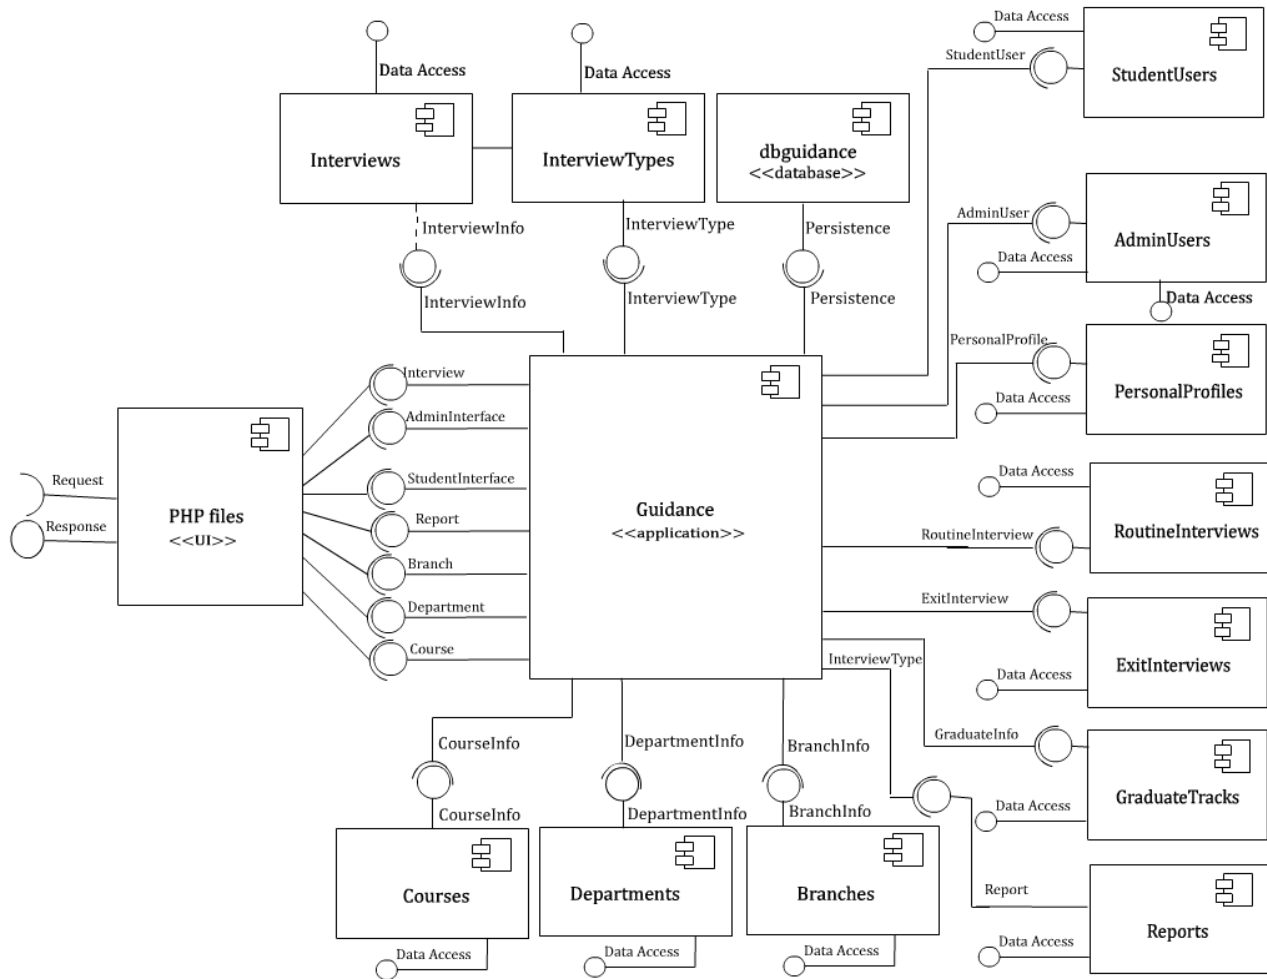 Data Access
StudentUser
StudentUsers
Data Access
Data Access
Interviews
InterviewTypes
dbguidance
<<database>>
AdminUser
AdminUsers
Data Access
Data Access
InterviewInfo
InterviewType
Persistence
InterviewInfo
InterviewType
Persistence
PersonalProfile
PersonalProfiles
Data Access
Interview
AdminInterface
StudentInterface
Report
Branch
Department
Course
Request
Response
PHP files
<<UI>>
Guidance
<<application>>
Data Access
RoutineInterview
RoutineInterviews
ExitInterview
ExitInterviews
Data Access
InterviewType
GraduateInfo
GraduateTracks
Data Access
CourseInfo
DepartmentInfo
BranchInfo
CourseInfo
DepartmentInfo
BranchInfo
Courses
Departments
Branches
Report
Reports
Data Access
Data Access
Data Access
Data Access